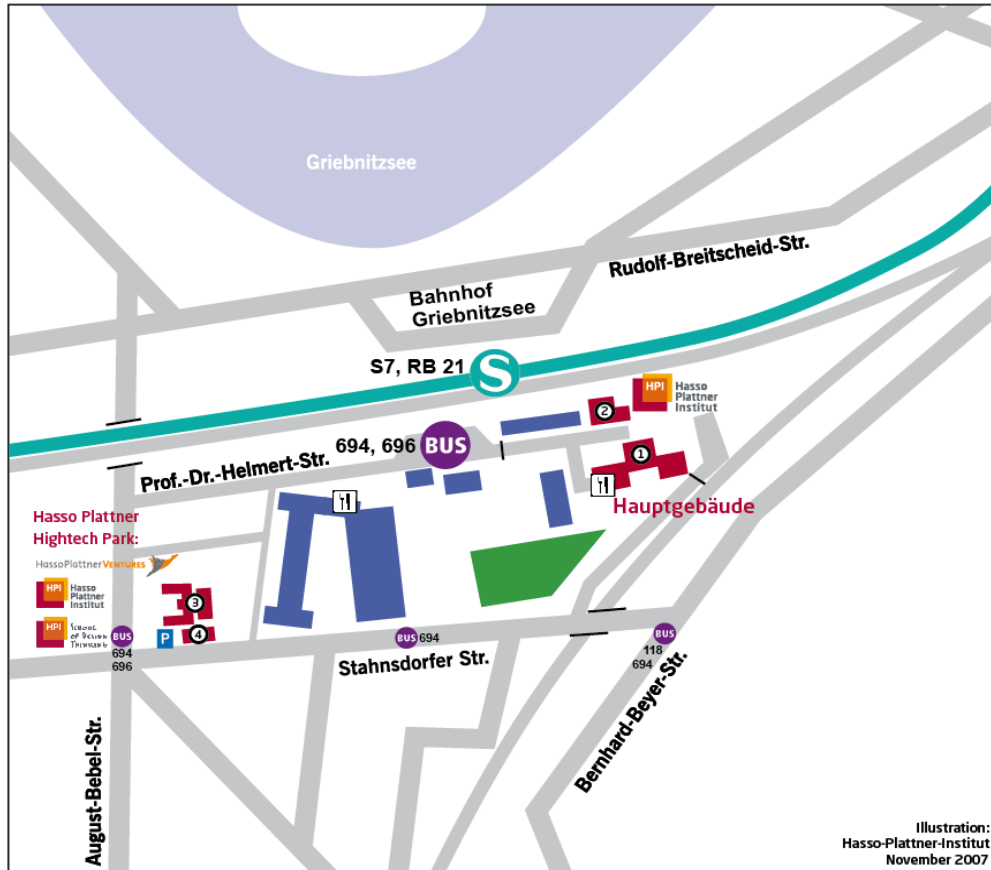 Griebnitzsee
Rudolf-Breitscheid-Str.
Bahnhof
Griebnitzsee
S7, RB 21
S
HPI
Hasso
Plattner
Institut
2
694, 696
BUS
1
Prof.-Dr.-Helmert-Str.
Hauptgebäude
Hasso Plattner
Hightech Park:
HassoPlattnerVENTURES
HPI
Hasso
Plattner
Institut
3
HPI
SCHOOL
OF DESIGN
THINKING
BUS
694
696
P
4
BUS
694
Stahnsdorfer Str.
BUS
118
694
Bernhard-Beyer-Str.
August-Bebel-Str.
Illustration:
Hasso-Plattner-Institut
November 2007